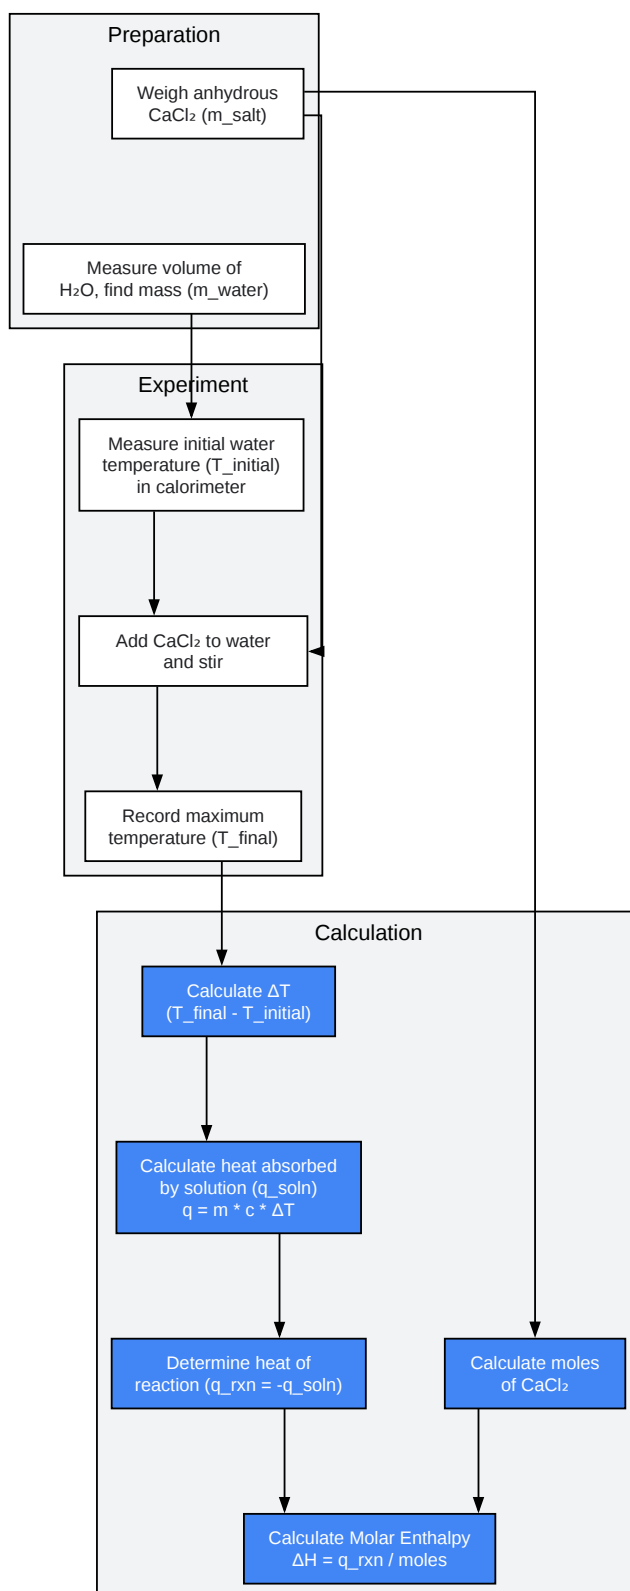 Preparation
Weigh anhydrous
CaCl₂ (m_salt)
Measure volume of
H₂O, find mass (m_water)
Experiment
Measure initial water
temperature (T_initial)
in calorimeter
Add CaCl₂ to water
and stir
Record maximum
temperature (T_final)
Calculation
Calculate ΔT
(T_final - T_initial)
Calculate heat absorbed
by solution (q_soln)
q = m * c * ΔT
Determine heat of
reaction (q_rxn = -q_soln)
Calculate moles
of CaCl₂
Calculate Molar Enthalpy
ΔH = q_rxn / moles